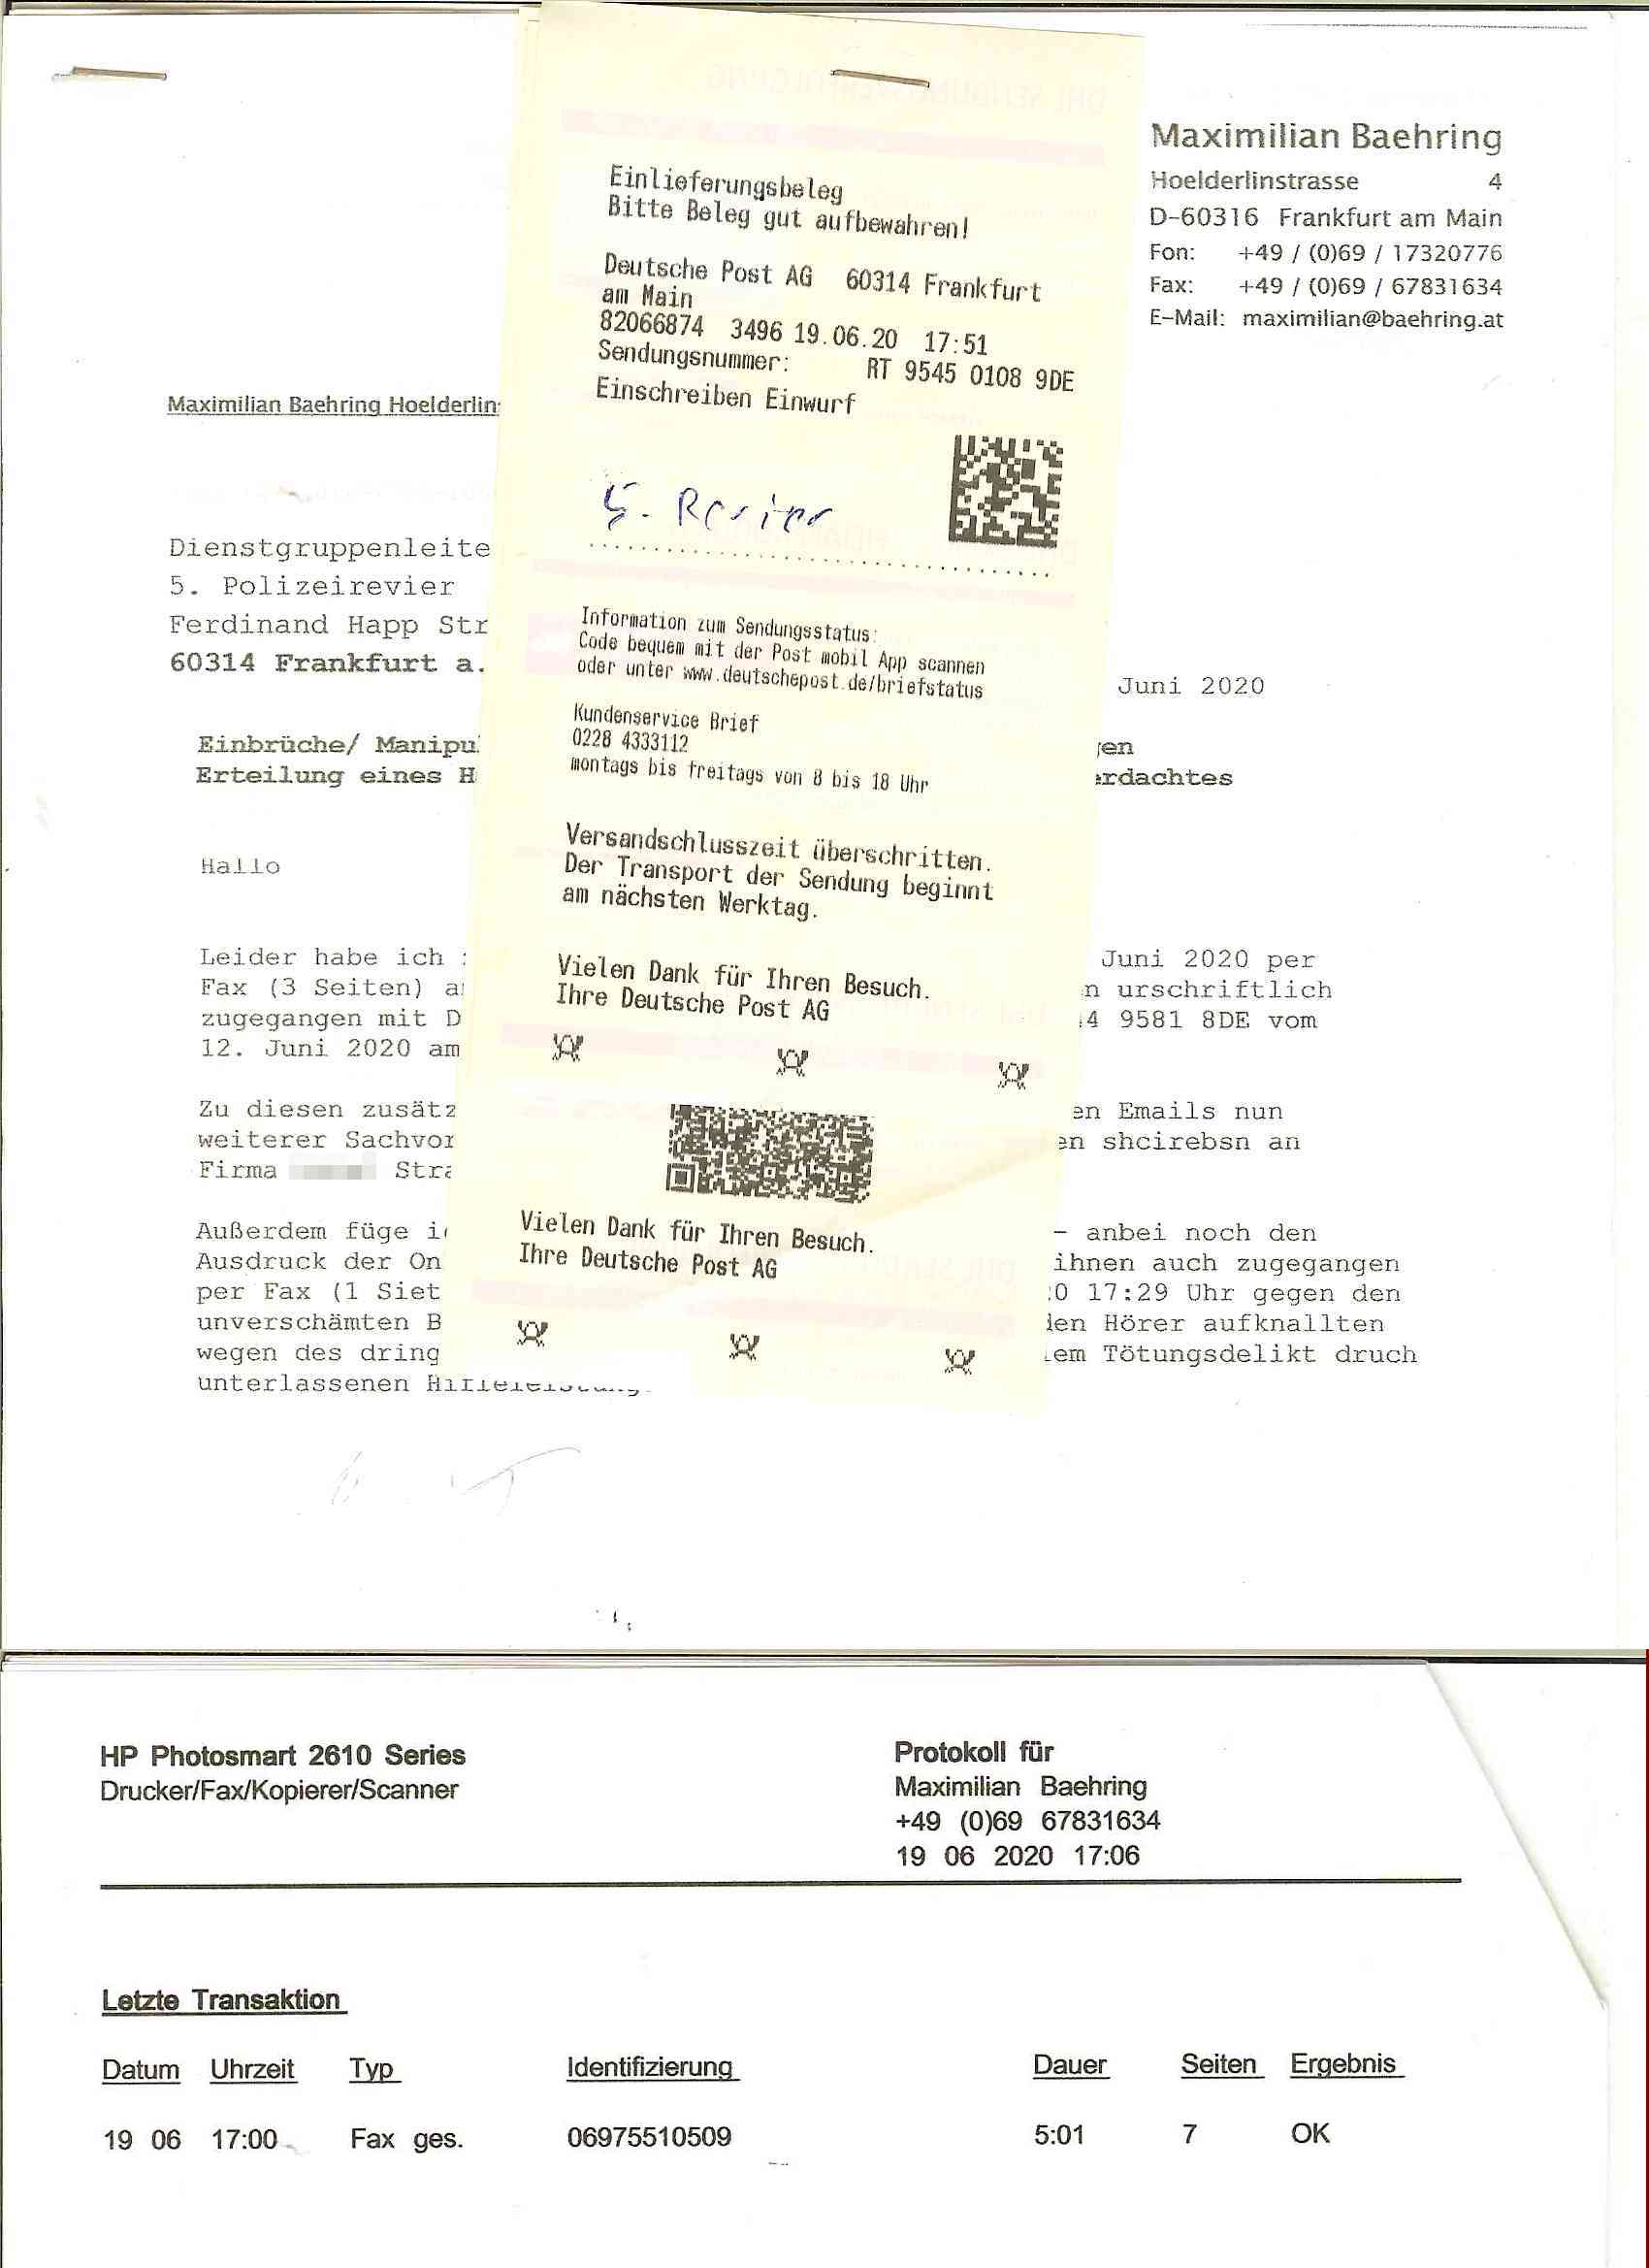 Maximilian Baehring
Hoelderlinstrasse 4
D-60316 Frankfurt am Main
Fon: +49 / (0)69 / 17320776
Fax: +49 / (0)69 / 67831634
E-Mail: maximilian@baehring.at
Einlieferungsbeleg
Bitte Beleg gut aufbewahren!
Deutsche Post AG 60314 Frankfurt
am Main
82066874 3496 19.06.20 17:51
Sendungsnummer: RT 9545 0108 9DE
Einschreiben Einwurf
5. Revier
Information zum Sendungsstatus:
Code bequem mit der Post mobil App scannen
oder unter www.deutschepost.de/briefstatus
Kundenservice Brief
0228 4333112
montags bis freitags von 8 bis 18 Uhr
Versandschlusszeit überschritten.
Der Transport der Sendung beginnt
am nächsten Werktag.
Vielen Dank für Ihren Besuch.
Ihre Deutsche Post AG
Vielen Dank für Ihren Besuch.
Ihre Deutsche Post AG
Maximilian Baehring Hoelderlin
Dienstgruppenleite
5. Polizeirevier
Ferdinand Happ Str
60314 Frankfurt a.
Juni 2020
Einbrüche/ Manipu gen
Erteilung eines H erdachtes
Hallo
Leider habe ich Juni 2020 per
Fax (3 Seiten) a n urschriftlich
zugegangen mit D 4 9581 8DE vom
12. Juni 2020 am
Zu diesen zusätz en Emails nun
weiterer Sachvor en shcirebsn an
Firma Stra
Außerdem füge i - anbei noch den
Ausdruck der On ihnen auch zugegangen
per Fax (1 Siet 0 17:29 Uhr gegen den
unverschämten B den Hörer aufknallten
wegen des dring em Tötungsdelikt druch
unterlassenen
HP Photosmart 2610 Series
Drucker/Fax/Kopierer/Scanner
Protokoll für
Maximilian Baehring
+49 (0)69 67831634
19 06 2020 17:06
Letzte Transaktion
Datum Uhrzeit Typ Identifizierung Dauer Seiten Ergebnis
19 06 17:00 Fax ges. 06975510509 5:01 7 OK